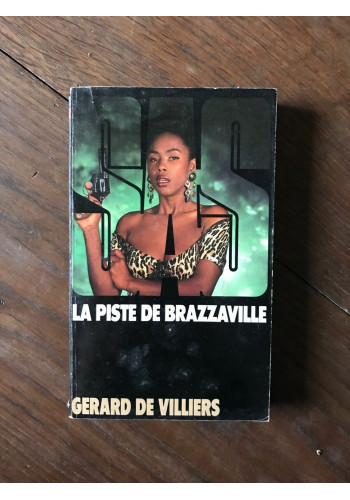 SAS
LA PISTE DE BRAZZAVILLE
GERARD DE VILLIERS